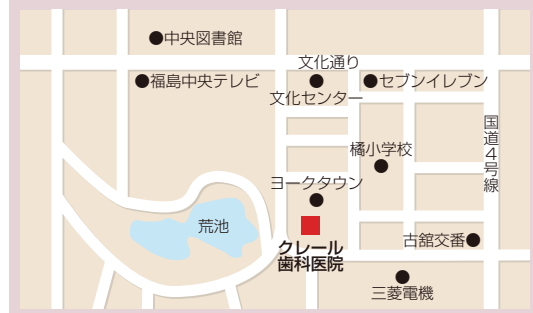 中央図書館
文化通り
福島中央テレビ
セブンイレブン
文化センター
国道4号線
橘小学校
ヨークタウン
荒池
古舘交番
クレール
歯科医院
三菱電機